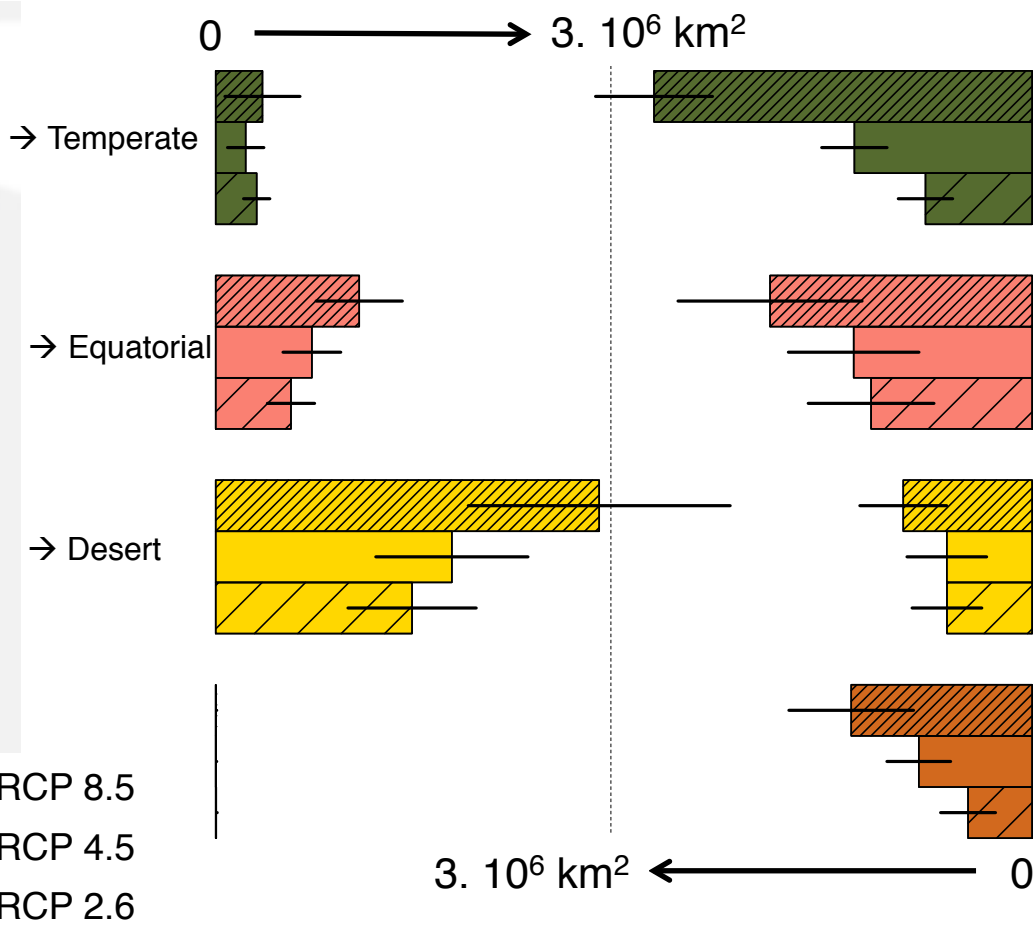 0 → 3. 10⁶ km²
→ Temperate
→ Equatorial
→ Desert
RCP 8.5
RCP 4.5
RCP 2.6
3. 10⁶ km² ← 0